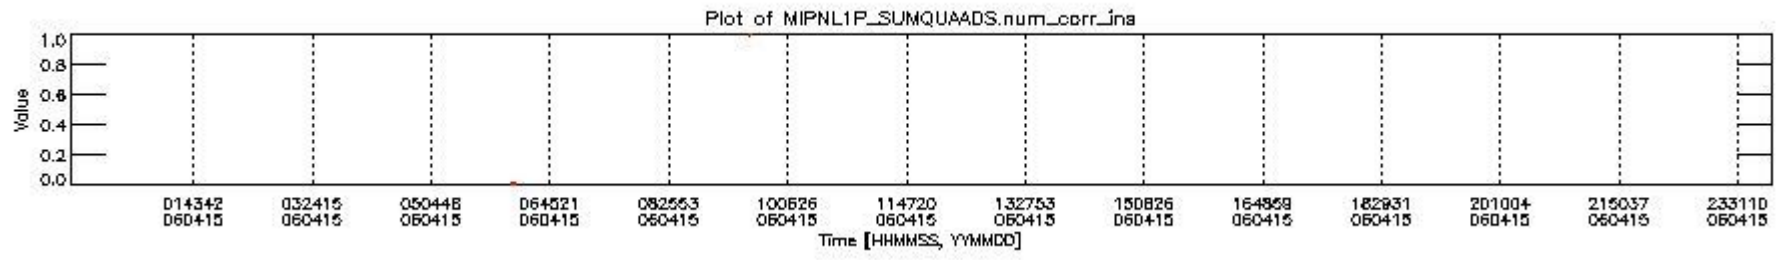 Plot of MIPNL1P_SUMQUAADS.num_corr_ins
1.0
0.8
0.6
0.4
0.2
0.0
Value
014342 032415 050448 064521 082553 100626 114720 132753 150826 164859 182931 201004 215037 233110
060415 060415 060415 060415 060415 060415 060415 060415 060415 060415 060415 060415 060415 060415
Time [HHMMSS, YYMMDD]